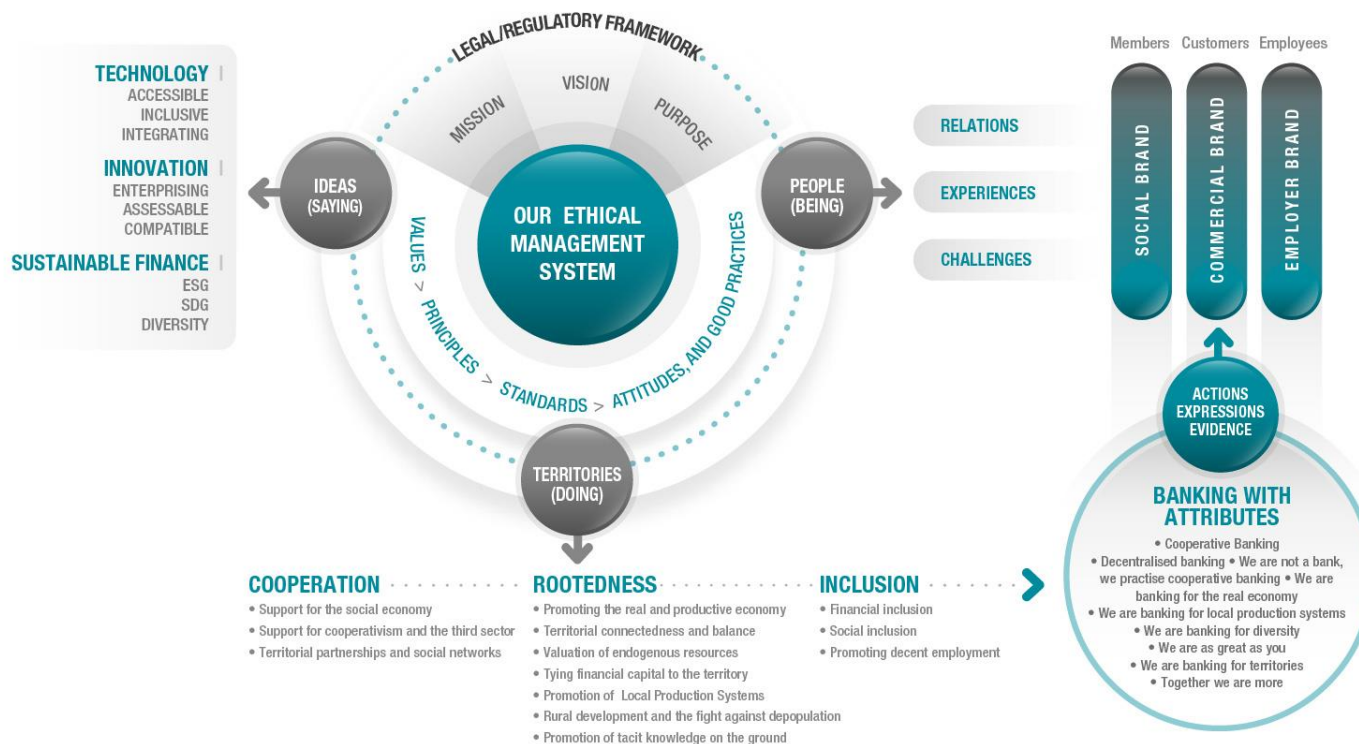 TECHNOLOGY
ACCESSIBLE
INCLUSIVE
INTEGRATING
INNOVATION
ENTERPRISING
ASSESSABLE
COMPATIBLE
SUSTAINABLE FINANCE
ESG
SDG
DIVERSITY
LEGAL/REGULATORY FRAMEWORK
MISSION
VISION
PURPOSE
IDEAS
(SAYING)
OUR ETHICAL
MANAGEMENT
SYSTEM
PEOPLE
(BEING)
VALUES > PRINCIPLES > STANDARDS > ATTITUDES, AND GOOD PRACTICES
TERRITORIES
(DOING)
RELATIONS
EXPERIENCES
CHALLENGES
Members Customers Employees
SOCIAL BRAND
COMMERCIAL BRAND
EMPLOYER BRAND
ACTIONS
EXPRESSIONS
EVIDENCE
COOPERATION
• Support for the social economy
• Support for cooperativism and the third sector
• Territorial partnerships and social networks
ROOTEDNESS
• Promoting the real and productive economy
• Territorial connectedness and balance
• Valuation of endogenous resources
• Tying financial capital to the territory
• Promotion of Local Production Systems
• Rural development and the fight against depopulation
• Promotion of tacit knowledge on the ground
INCLUSION
• Financial inclusion
• Social inclusion
• Promoting decent employment
BANKING WITH
ATTRIBUTES
• Cooperative Banking
• Decentralised banking • We are not a bank,
we practise cooperative banking • We are
banking for the real economy
• We are banking for local production systems
• We are banking for diversity
• We are as great as you
• We are banking for territories
• Together we are more